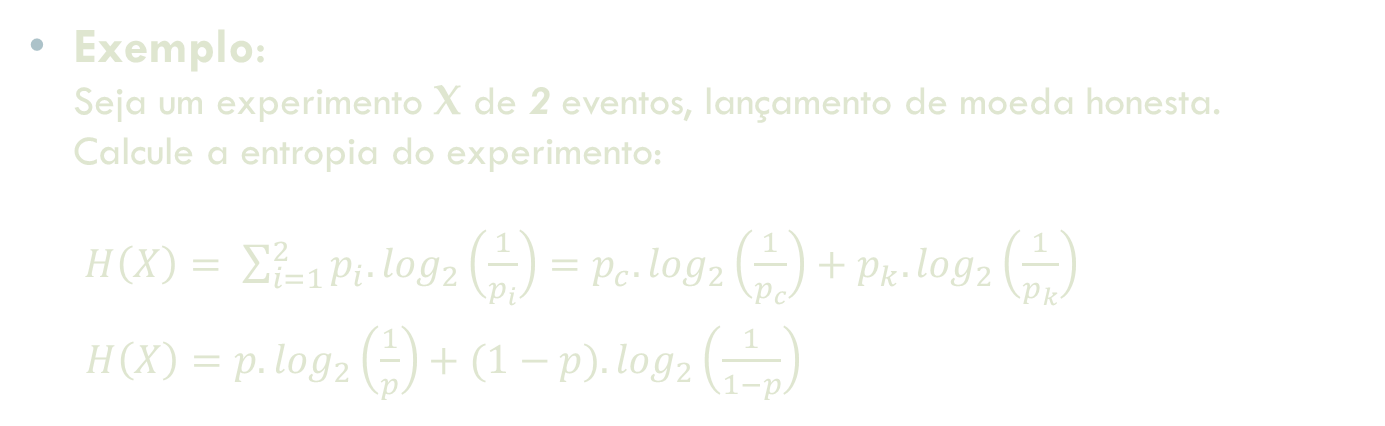 • Exemplo:
Seja um experimento X de 2 eventos, lançamento de moeda honesta.
Calcule a entropia do experimento:
H(X) = ∑_{i=1}^{2} p_i . log_2 (1/p_i) = p_c . log_2 (1/p_c) + p_k . log_2 (1/p_k)
H(X) = p. log_2 (1/p) + (1 − p). log_2 (1/(1−p))